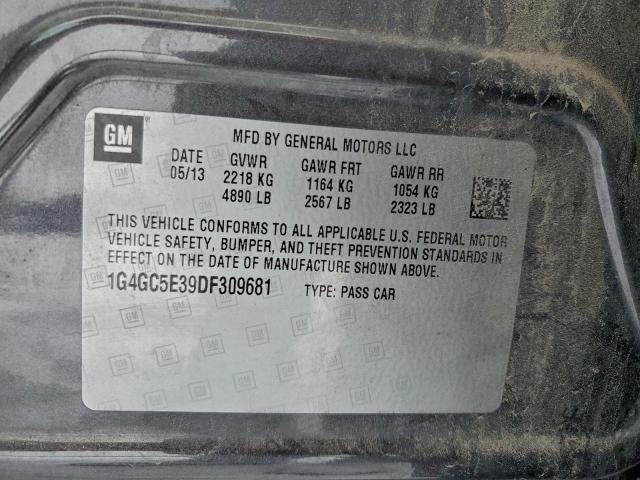 GM
MFD BY GENERAL MOTORS LLC
DATE GVWR GAWR FRT GAWR RR
05/13 2218 KG 1164 KG 1054 KG
4890 LB 2567 LB 2323 LB
THIS VEHICLE CONFORMS TO ALL APPLICABLE U.S. FEDERAL MOTOR
VEHICLE SAFETY, BUMPER, AND THEFT PREVENTION STANDARDS IN
EFFECT ON THE DATE OF MANUFACTURE SHOWN ABOVE.
1G4GC5E39DF309681 TYPE: PASS CAR